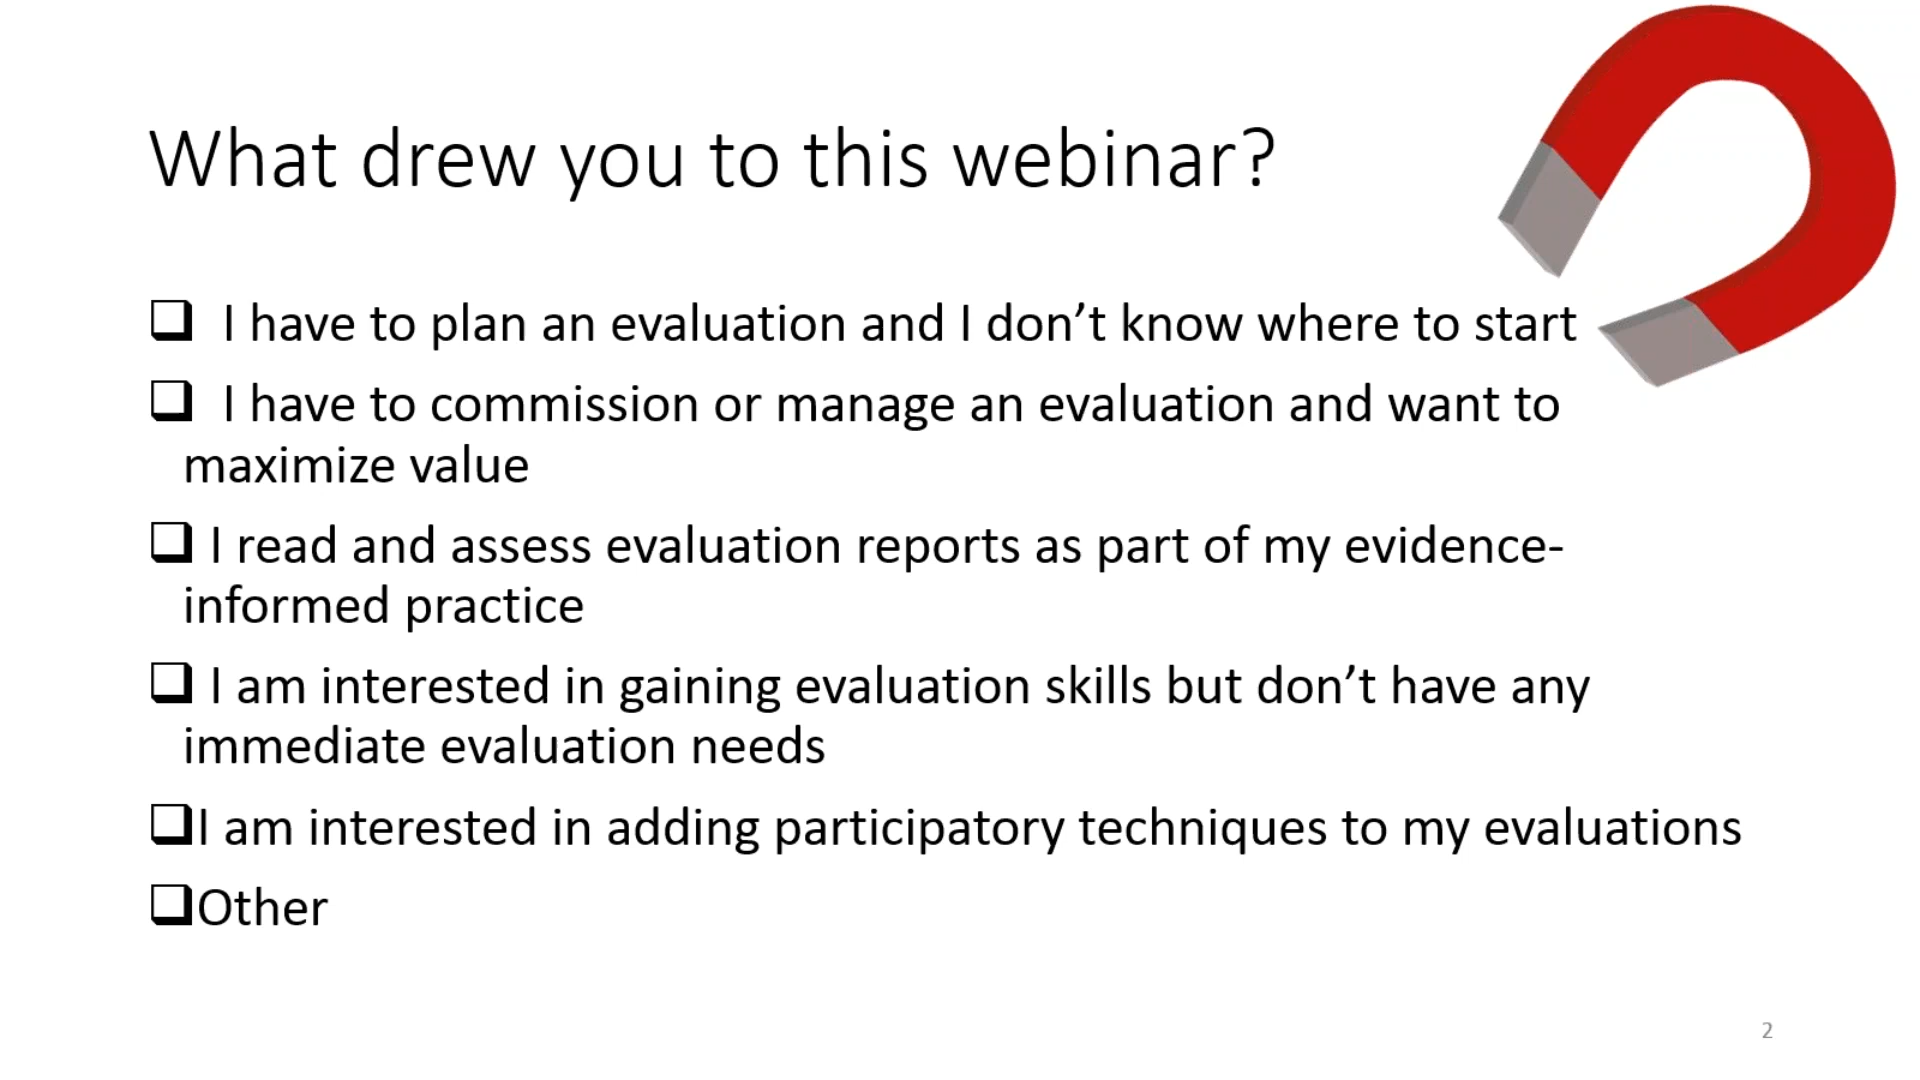 What drew you to this webinar?
I have to plan an evaluation and I don’t know where to start
I have to commission or manage an evaluation and want to
maximize value
I read and assess evaluation reports as part of my evidence-
informed practice
I am interested in gaining evaluation skills but don’t have any
immediate evaluation needs
I am interested in adding participatory techniques to my evaluations
Other
2